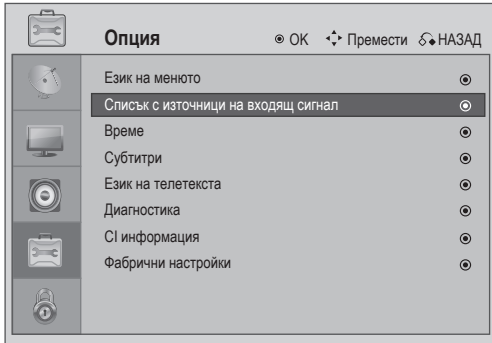 Опция OK Премести НАЗАД
Език на менюто
Списък с източници на входящ сигнал
Време
Субтитри
Език на телетекста
Диагностика
CI информация
Фабрични настройки